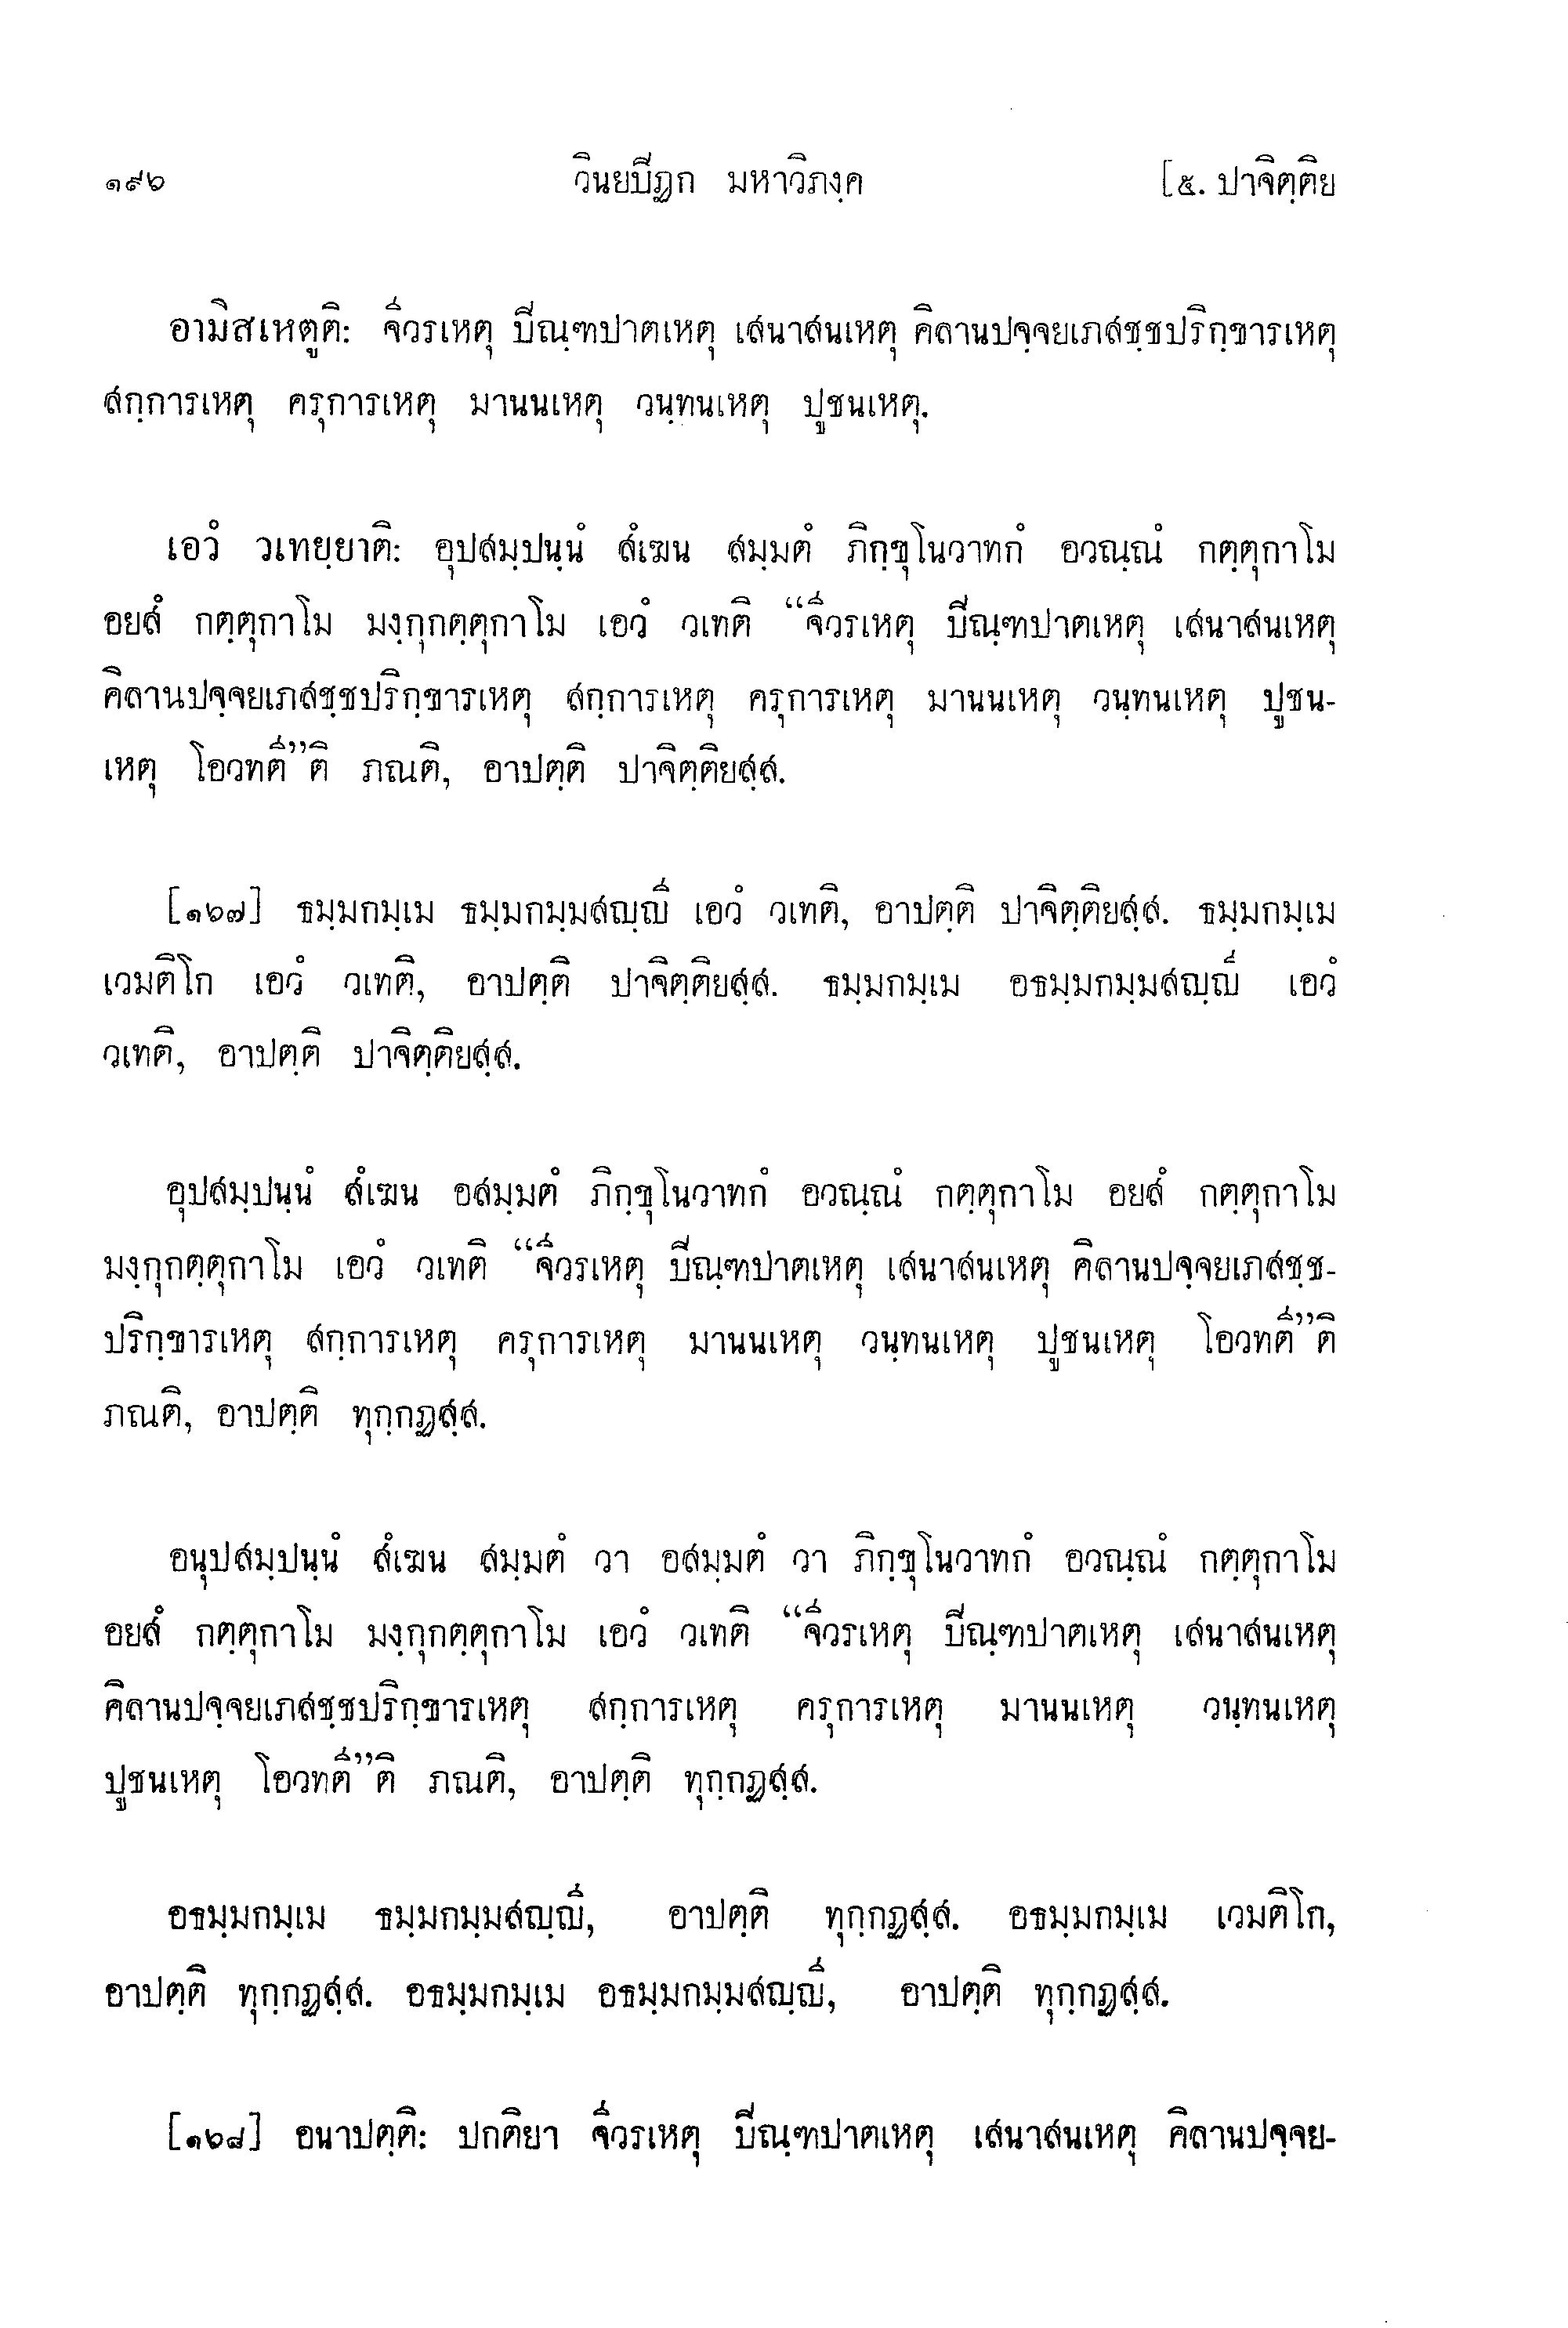 ๑๙๖ วินยปีฏก มหาวิภงฺค [๕. ปาจิตฺติย
อามิสเหตูติ: จีวรเหตุ ปิณฺฑปาตเหตุ เสนาสนเหตุ คิลานปจฺจยเภสชฺชปริกฺขารเหตุ
สกฺการเหตุ ครุการเหตุ มานนเหตุ วนฺทนเหตุ ปูชนเหตุ.
เอวํ วเทยฺยาติ: อุปสมฺปนฺนํ สํเฆน สมฺมตํ ภิกฺขุโนวาทกํ อวณฺณํ กตฺตุกาโม
อยสํ กตฺตุกาโม มงฺกุกตฺตุกาโม เอวํ วเทติ “จีวรเหตุ ปิณฺฑปาตเหตุ เสนาสนเหตุ
คิลานปจฺจยเภสชฺชปริกฺขารเหตุ สกฺการเหตุ ครุการเหตุ มานนเหตุ วนฺทนเหตุ ปูชน-
เหตุ โอวทตี”ติ ภณติ, อาปตฺติ ปาจิตฺติยสฺส.
[๑๖๗] ธมฺมกมฺเม ธมฺมกมฺมสญฺญี เอวํ วเทติ, อาปตฺติ ปาจิตฺติยสฺส. ธมฺมกมฺเม
เวมติโก เอวํ วเทติ, อาปตฺติ ปาจิตฺติยสฺส. ธมฺมกมฺเม อธมฺมกมฺมสญฺญี เอวํ
วเทติ, อาปตฺติ ปาจิตฺติยสฺส.
อุปสมฺปนฺนํ สํเฆน อสมฺมตํ ภิกฺขุโนวาทกํ อวณฺณํ กตฺตุกาโม อยสํ กตฺตุกาโม
มงฺกุกตฺตุกาโม เอวํ วเทติ “จีวรเหตุ ปิณฺฑปาตเหตุ เสนาสนเหตุ คิลานปจฺจยเภสชฺช-
ปริกฺขารเหตุ สกฺการเหตุ ครุการเหตุ มานนเหตุ วนฺทนเหตุ ปูชนเหตุ โอวทตี”ติ
ภณติ, อาปตฺติ ทุกฺกฏสฺส.
อนุปสมฺปนฺนํ สํเฆน สมฺมตํ วา อสมฺมตํ วา ภิกฺขุโนวาทกํ อวณฺณํ กตฺตุกาโม
อยสํ กตฺตุกาโม มงฺกุกตฺตุกาโม เอวํ วเทติ “จีวรเหตุ ปิณฺฑปาตเหตุ เสนาสนเหตุ
คิลานปจฺจยเภสชฺชปริกฺขารเหตุ สกฺการเหตุ ครุการเหตุ มานนเหตุ วนฺทนเหตุ
ปูชนเหตุ โอวทตี”ติ ภณติ, อาปตฺติ ทุกฺกฏสฺส.
อธมฺมกมฺเม ธมฺมกมฺมสญฺญี, อาปตฺติ ทุกฺกฏสฺส. อธมฺมกมฺเม เวมติโก,
อาปตฺติ ทุกฺกฏสฺส. อธมฺมกมฺเม อธมฺมกมฺมสญฺญี, อาปตฺติ ทุกฺกฏสฺส.
[๑๖๘] อนาปตฺติ: ปกติยา จีวรเหตุ ปิณฺฑปาตเหตุ เสนาสนเหตุ คิลานปจฺจย-